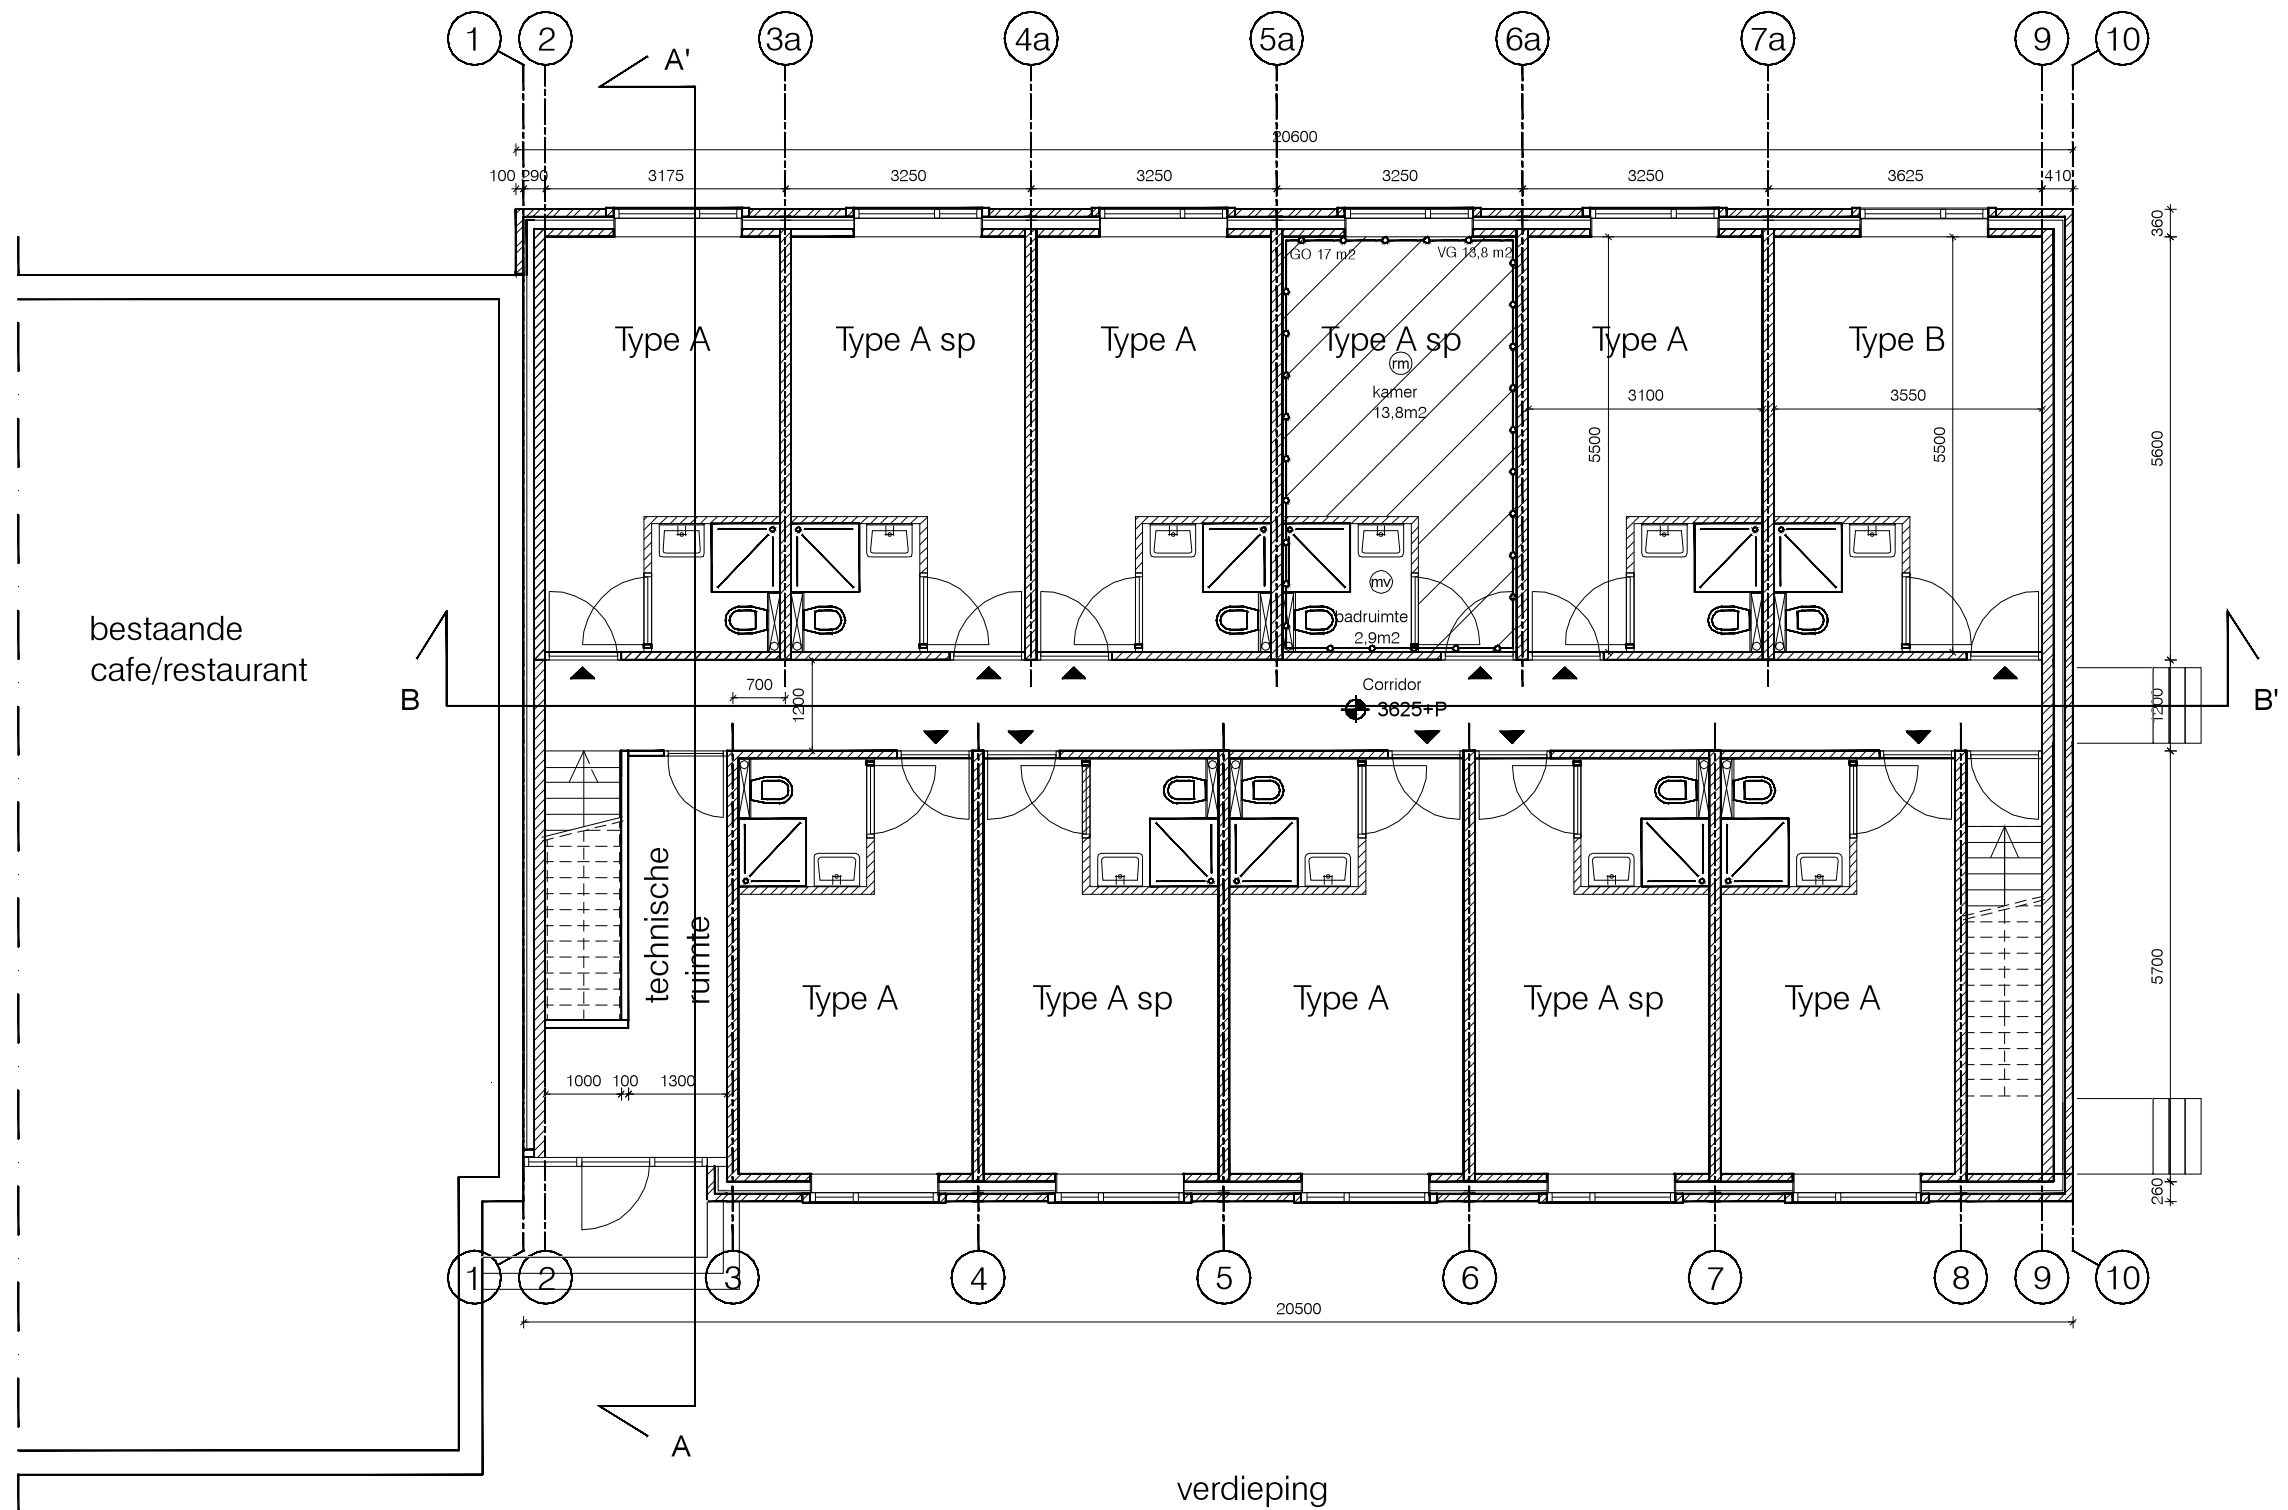 1 2 3a 4a 5a 6a 7a 9 10
A'
20600
100 290 3175 3250 3250 3250 3250 3625 410
360
GO 17 m2 VG 13,8 m2
Type A Type A sp Type A Type A sp Type A Type B
rm
kamer
13,8m2
3100 3550
5500 5500 5600
mv
badruimte
2,9m2
bestaande
cafe/restaurant
B B'
700 1200 Corridor 1200
3625+P
technische
ruimte
5700
Type A Type A sp Type A Type A sp Type A
1000 100 1300
260
1 2 3 4 5 6 7 8 9 10
20500
A
verdieping